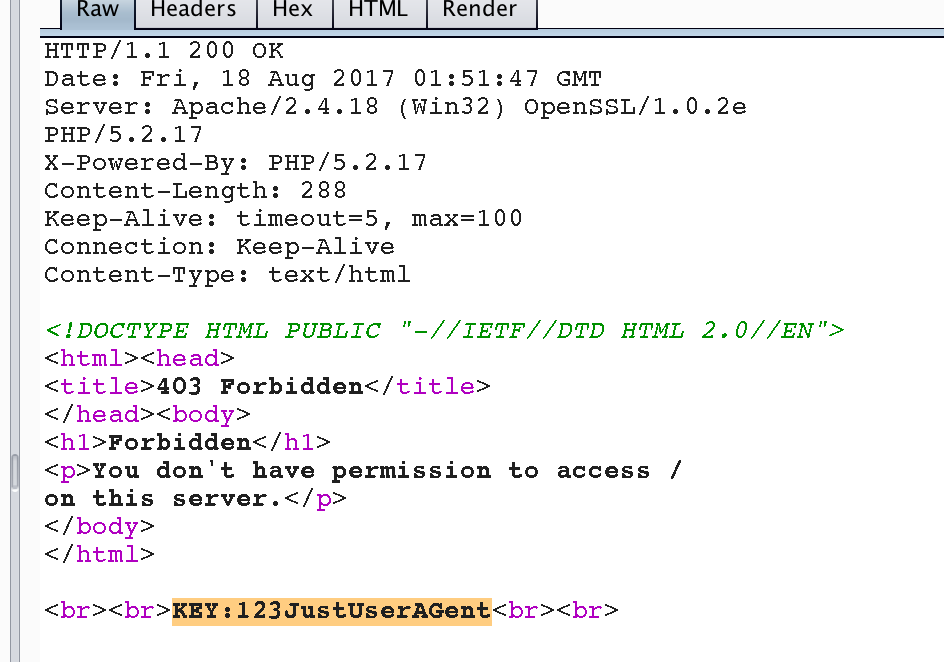 Raw Headers Hex HTML Render
HTTP/1.1 200 OK
Date: Fri, 18 Aug 2017 01:51:47 GMT
Server: Apache/2.4.18 (Win32) OpenSSL/1.0.2e
PHP/5.2.17
X-Powered-By: PHP/5.2.17
Content-Length: 288
Keep-Alive: timeout=5, max=100
Connection: Keep-Alive
Content-Type: text/html
<!DOCTYPE HTML PUBLIC "-//IETF//DTD HTML 2.0//EN">
<html><head>
<title>403 Forbidden</title>
</head><body>
<h1>Forbidden</h1>
<p>You don't have permission to access /
on this server.</p>
</body>
</html>
<br><br>KEY:123JustUserAGent<br><br>